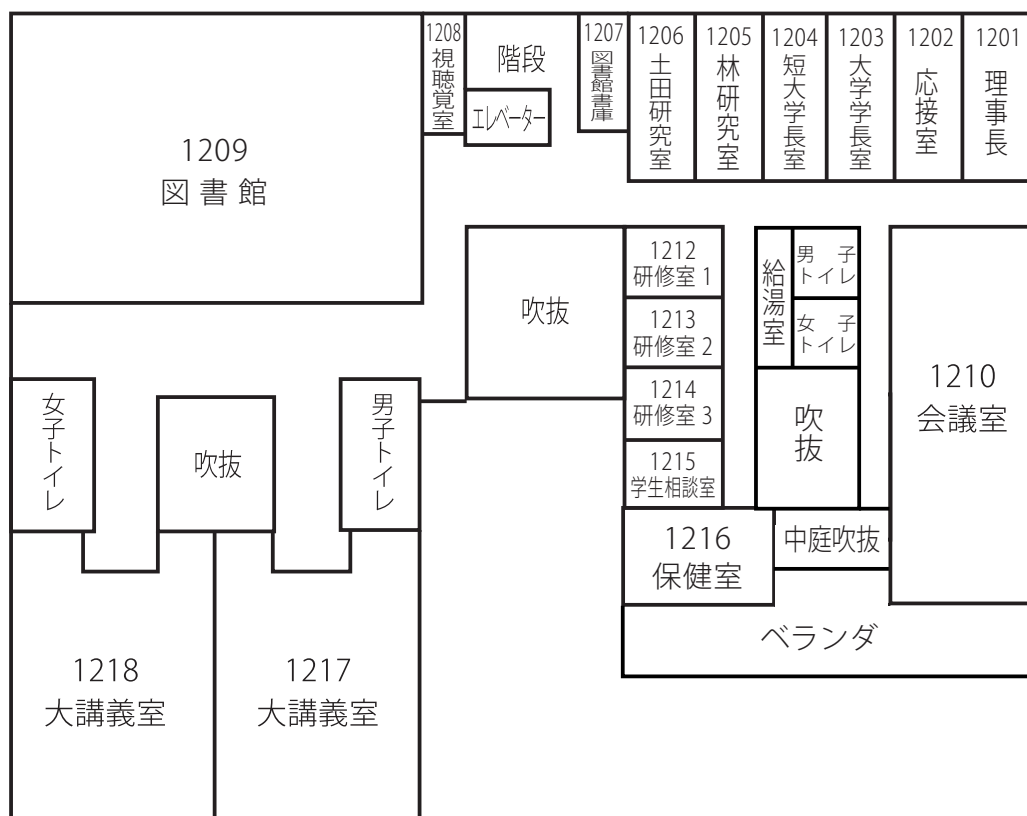 1209
図書館
1208
視聴覚室
階段
エレベーター
1207
図書館書庫
1206
土田研究室
1205
林研究室
1204
短大学長室
1203
大学学長室
1202
応接室
1201
理事長
吹抜
1212
研修室 1
1213
研修室 2
1214
研修室 3
1215
学生相談室
給湯室
男子
トイレ
女子
トイレ
吹抜
1210
会議室
女子トイレ
吹抜
男子トイレ
1216
保健室
中庭吹抜
ベランダ
1218
大講義室
1217
大講義室